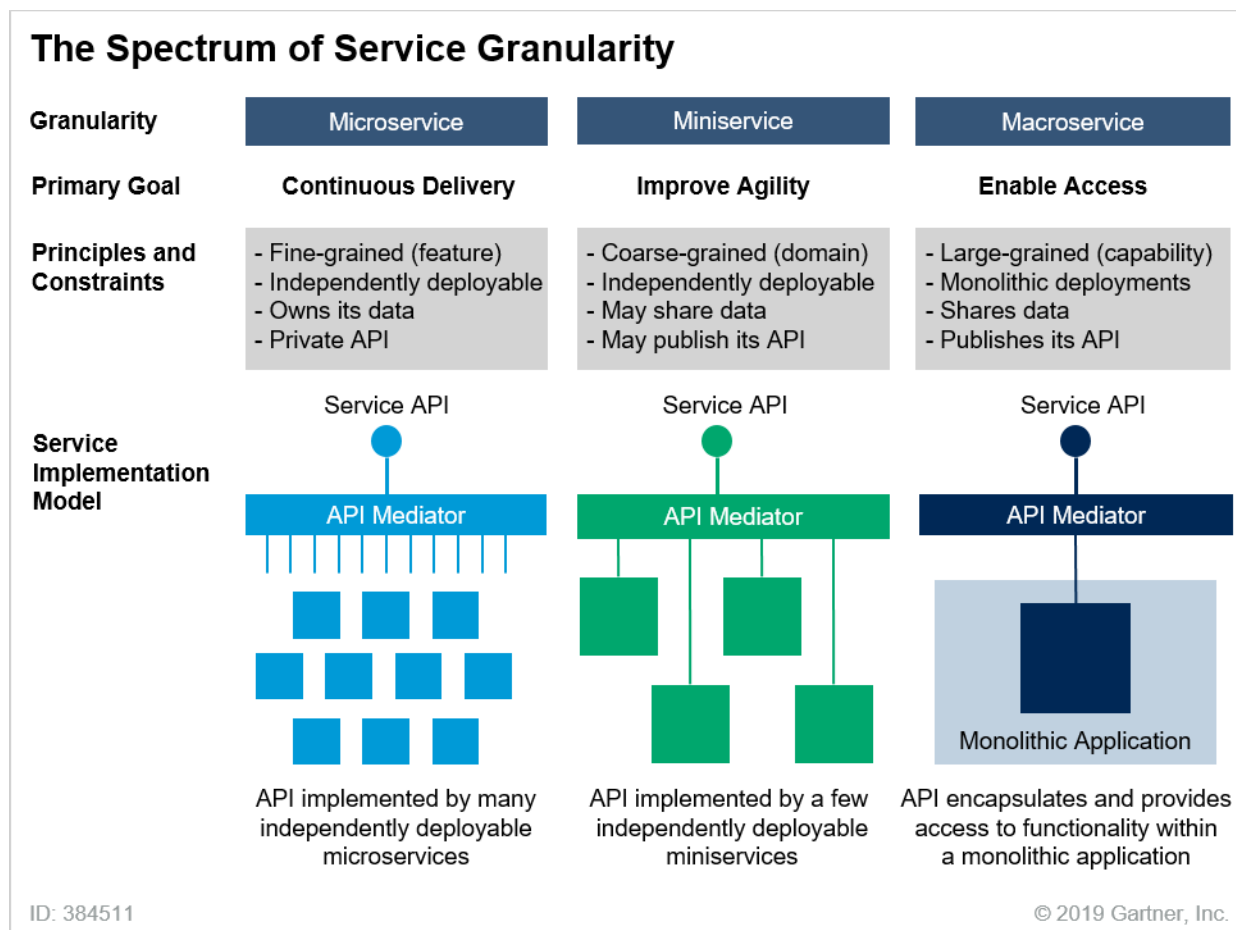 The Spectrum of Service Granularity
Granularity
Microservice
Miniservice
Macroservice
Primary Goal
Continuous Delivery
Improve Agility
Enable Access
Principles and
Constraints
- Fine-grained (feature)
- Independently deployable
- Owns its data
- Private API
- Coarse-grained (domain)
- Independently deployable
- May share data
- May publish its API
- Large-grained (capability)
- Monolithic deployments
- Shares data
- Publishes its API
Service
Implementation
Model
Service API
API Mediator
API implemented by many
independently deployable
microservices
Service API
API Mediator
API implemented by a few
independently deployable
miniservices
Service API
API Mediator
Monolithic Application
API encapsulates and provides
access to functionality within
a monolithic application
ID: 384511
© 2019 Gartner, Inc.